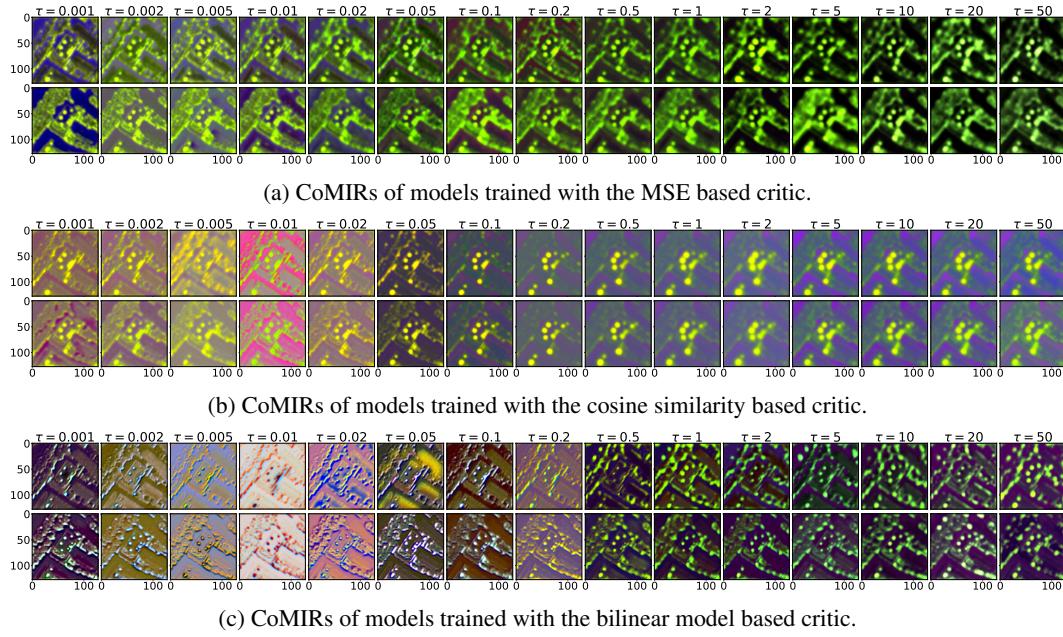 τ = 0.001 τ = 0.002 τ = 0.005 τ = 0.01 τ = 0.02 τ = 0.05 τ = 0.1 τ = 0.2 τ = 0.5 τ = 1 τ = 2 τ = 5 τ = 10 τ = 20 τ = 50
0
50
100
0
50
100
0 100 0 100 0 100 0 100 0 100 0 100 0 100 0 100 0 100 0 100 0 100 0 100 0 100 0 100 0 100
(a) CoMIRs of models trained with the MSE based critic.
τ = 0.001 τ = 0.002 τ = 0.005 τ = 0.01 τ = 0.02 τ = 0.05 τ = 0.1 τ = 0.2 τ = 0.5 τ = 1 τ = 2 τ = 5 τ = 10 τ = 20 τ = 50
0
50
100
0
50
100
0 100 0 100 0 100 0 100 0 100 0 100 0 100 0 100 0 100 0 100 0 100 0 100 0 100 0 100 0 100
(b) CoMIRs of models trained with the cosine similarity based critic.
τ = 0.001 τ = 0.002 τ = 0.005 τ = 0.01 τ = 0.02 τ = 0.05 τ = 0.1 τ = 0.2 τ = 0.5 τ = 1 τ = 2 τ = 5 τ = 10 τ = 20 τ = 50
0
50
100
0
50
100
0 100 0 100 0 100 0 100 0 100 0 100 0 100 0 100 0 100 0 100 0 100 0 100 0 100 0 100 0 100
(c) CoMIRs of models trained with the bilinear model based critic.